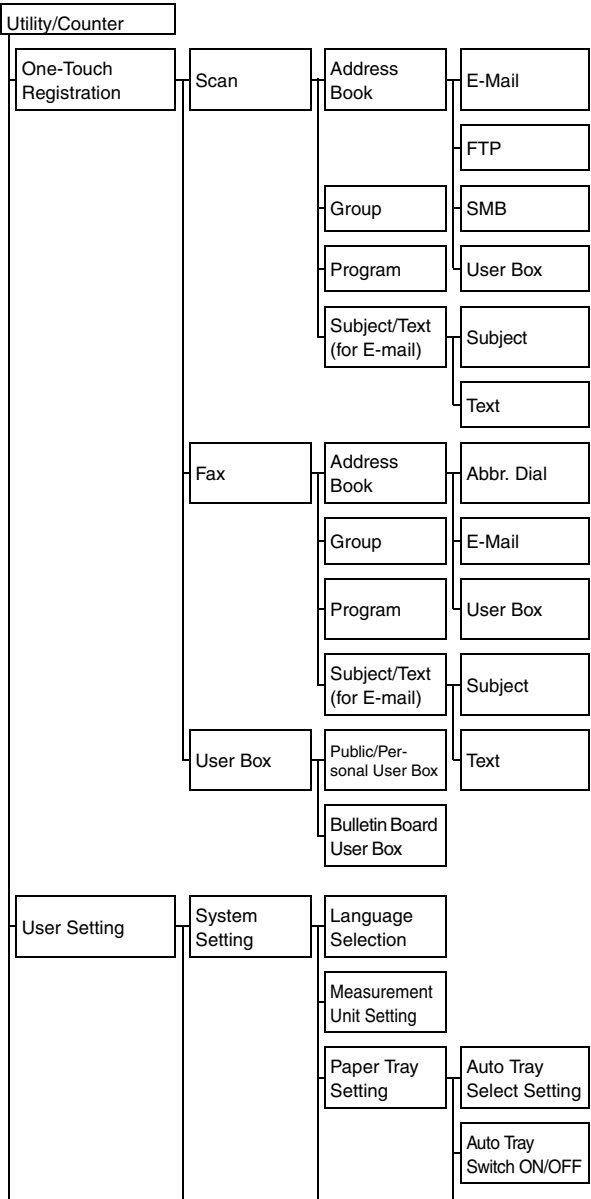 Utility/Counter
One-Touch
Registration
Scan
Address
Book
E-Mail
FTP
Group
SMB
Program
User Box
Subject/Text
(for E-mail)
Subject
Text
Fax
Address
Book
Abbr. Dial
Group
E-Mail
Program
User Box
Subject/Text
(for E-mail)
Subject
User Box
Public/Per-
sonal User Box
Text
Bulletin Board
User Box
User Setting
System
Setting
Language
Selection
Measurement
Unit Setting
Paper Tray
Setting
Auto Tray
Select Setting
Auto Tray
Switch ON/OFF